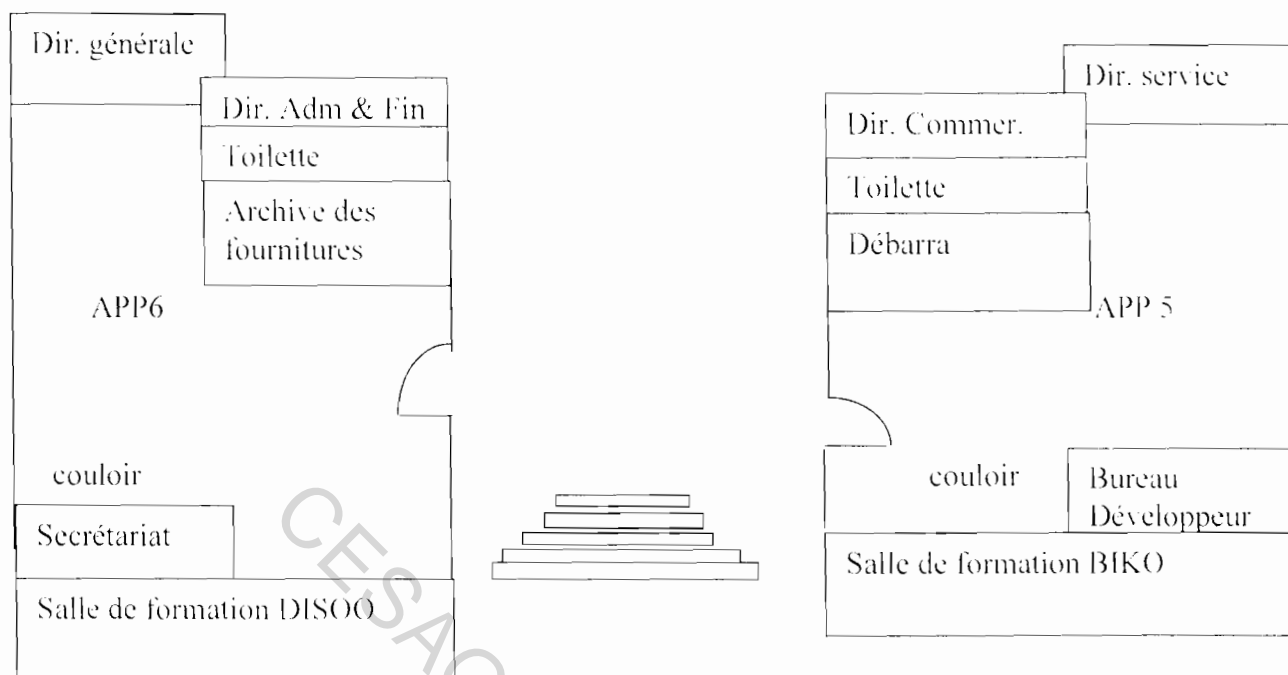 Dir. générale
Dir. Adm & Fin
Toilette
Archive des
fournitures
APP6
couloir
Secrétariat
Salle de formation DISOO
Dir. service
Dir. Commer.
Toilette
Débarra
APP 5
couloir
Bureau
Développeur
Salle de formation BIKO
CESAG